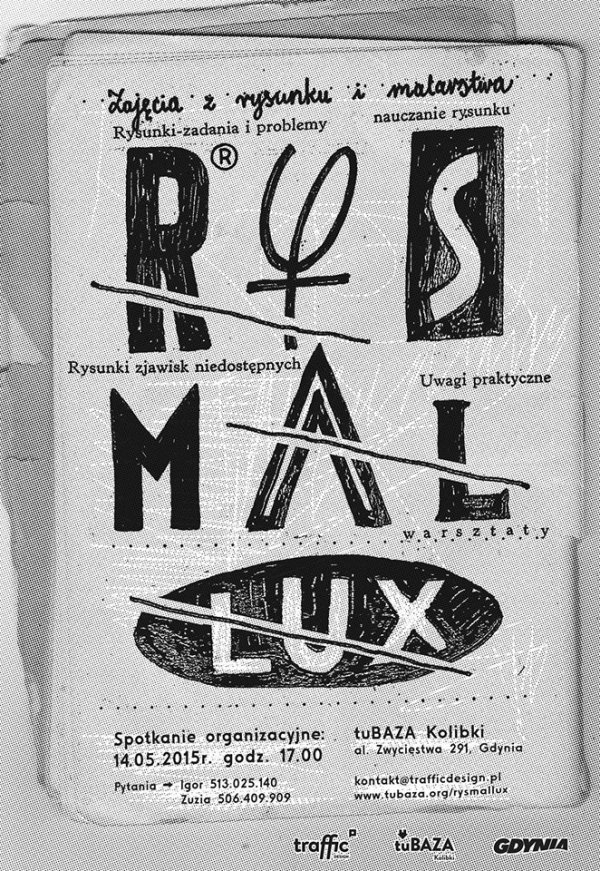 Zajęcia z rysunku i malarstwa
Rysunki-zadania i problemy
nauczanie rysunku
RYS®
Rysunki zjawisk niedostępnych
Uwagi praktyczne
MAL
warsztaty
LUX
Spotkanie organizacyjne:
14.05.2015r. godz. 17.00
Pytania → Igor 513.025.140
Zuzia 506.409.909
tuBAZA Kolibki
al. Zwycięstwa 291, Gdynia
kontakt@trafficdesign.pl
www.tubaza.org/rysmallux
traffic
tuBAZA
Kolibki
GDYNIA